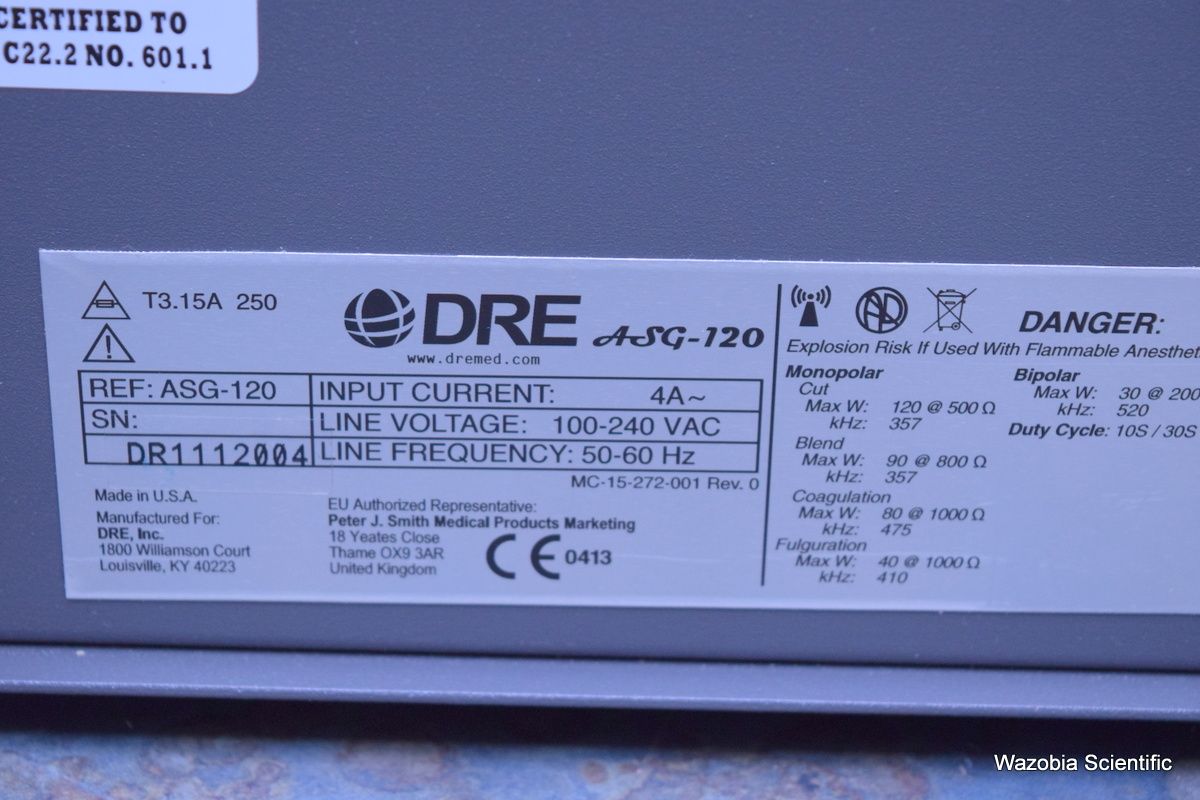 CERTIFIED TO
C22.2 NO. 601.1
T3.15A 250
DRE ASG-120
www.dremed.com
REF: ASG-120
INPUT CURRENT: 4A~
SN:
LINE VOLTAGE: 100-240 VAC
DR1112004
LINE FREQUENCY: 50-60 Hz
MC-15-272-001 Rev. 0
Made in U.S.A.
Manufactured For:
DRE, Inc.
1800 Williamson Court
Louisville, KY 40223
EU Authorized Representative:
Peter J. Smith Medical Products Marketing
18 Yeates Close
Thame OX9 3AR
United Kingdom
CE 0413
DANGER:
Explosion Risk If Used With Flammable Anesthet
Monopolar
Cut
Max W: 120 @ 500 Ω
kHz: 357
Blend
Max W: 90 @ 800 Ω
kHz: 357
Coagulation
Max W: 80 @ 1000 Ω
kHz: 475
Fulguration
Max W: 40 @ 1000 Ω
kHz: 410
Bipolar
Max W: 30 @ 200
kHz: 520
Duty Cycle: 10S / 30S
Wazobia Scientific